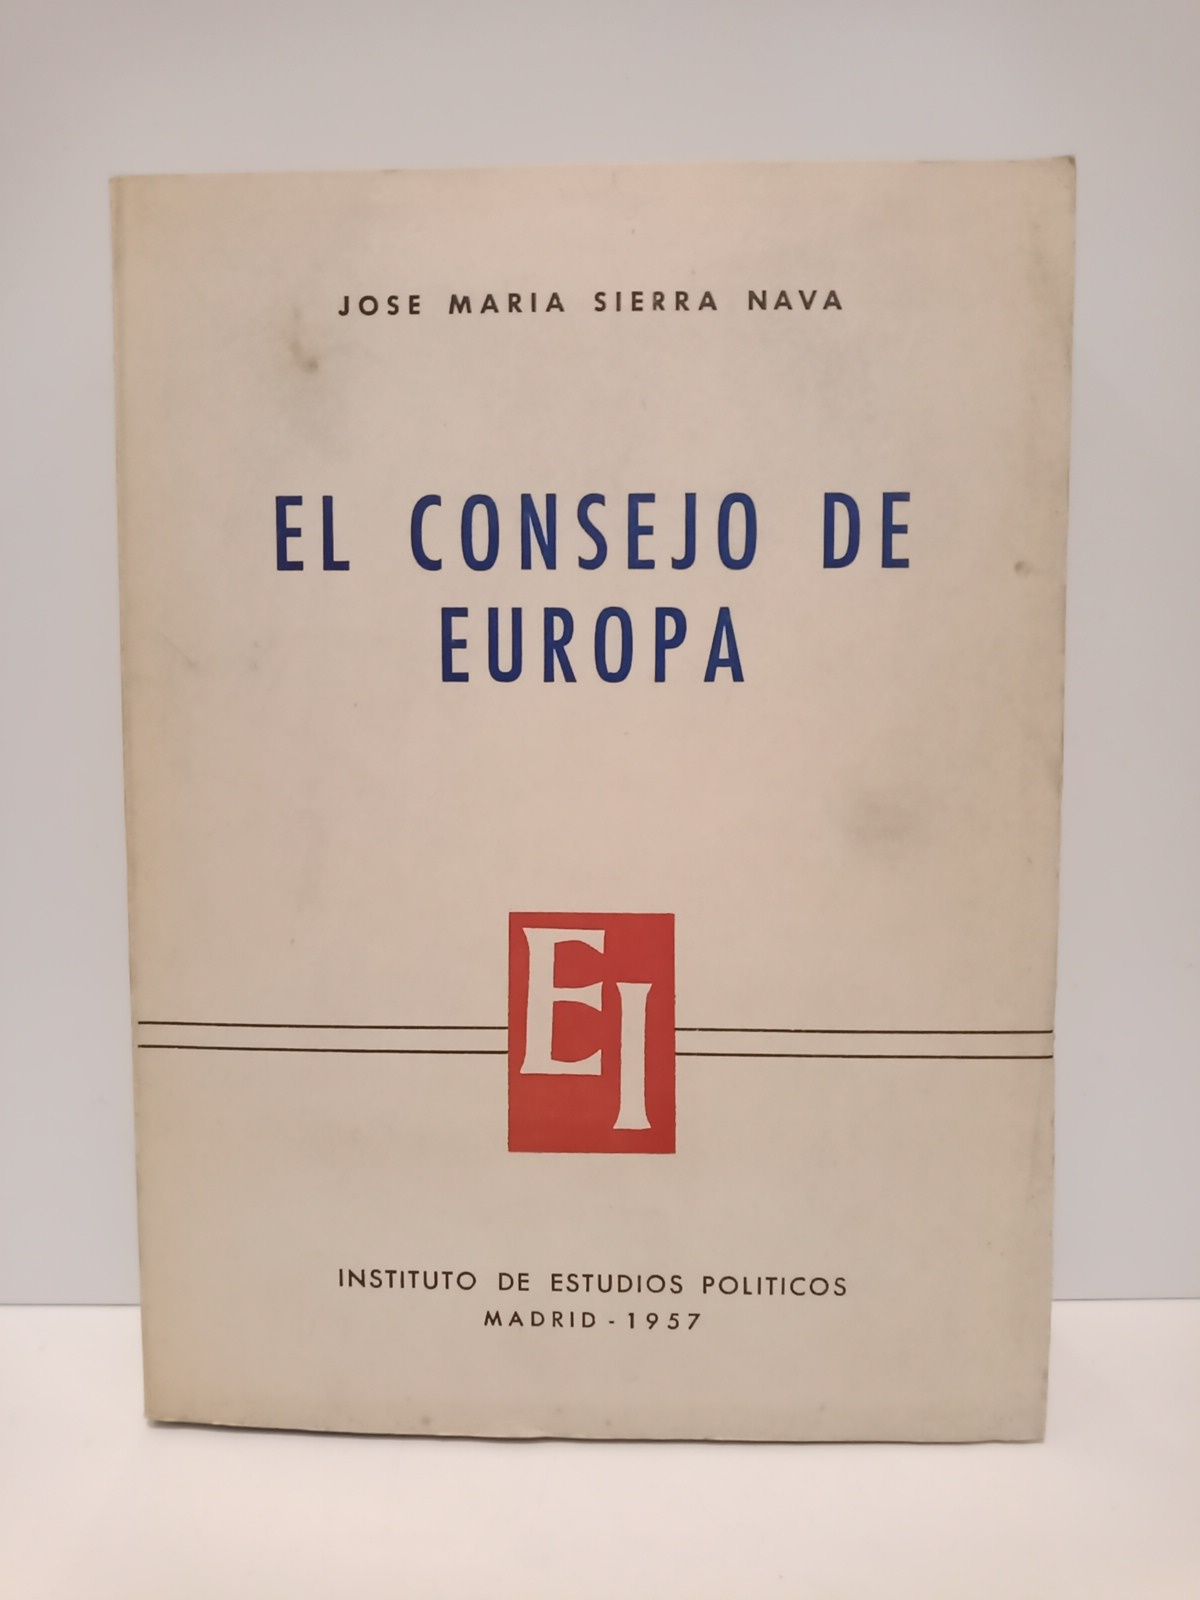 JOSE MARIA SIERRA NAVA
EL CONSEJO DE
EUROPA
EI
INSTITUTO DE ESTUDIOS POLITICOS
MADRID - 1957